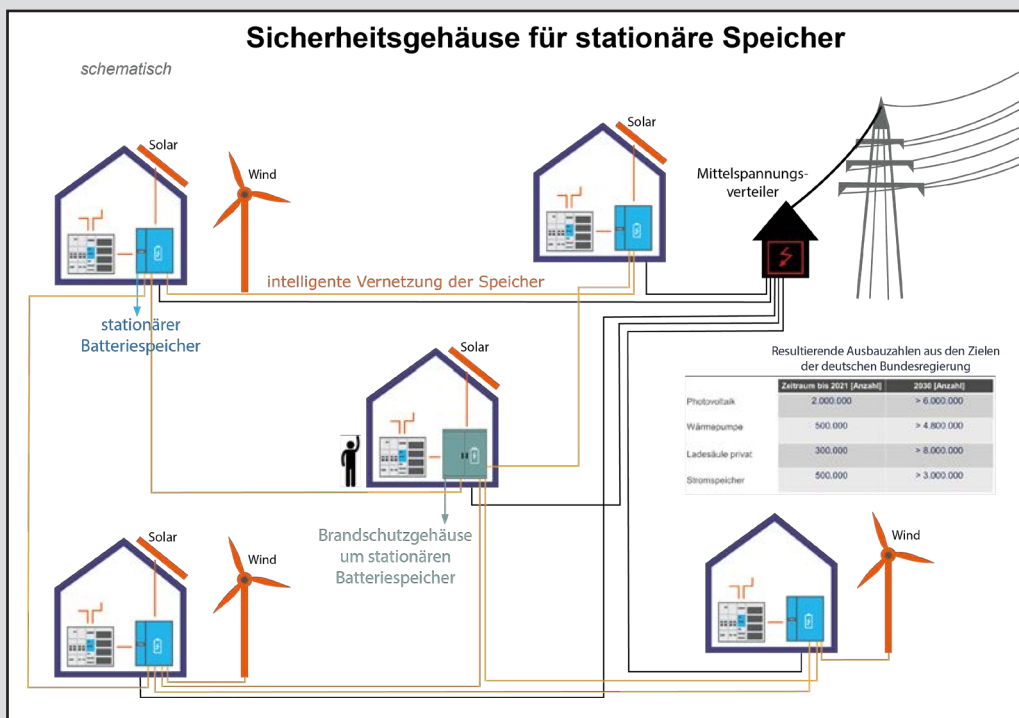 Sicherheitsgehäuse für stationäre Speicher
schematisch
Solar
Wind
Solar
Mittelspannungs-
verteiler
intelligente Vernetzung der Speicher
stationärer
Batteriespeicher
Solar
Resultierende Ausbauzahlen aus den Zielen
der deutschen Bundesregierung
Zeitraum bis 2021 [Anzahl] 2030 [Anzahl]
Photovoltaik 2.000.000 > 6.000.000
Wärmepumpe 500.000 > 4.800.000
Ladesäule privat 300.000 > 8.000.000
Stromspeicher 500.000 > 3.000.000
Brandschutzgehäuse
um stationären
Batteriespeicher
Solar
Wind
Wind